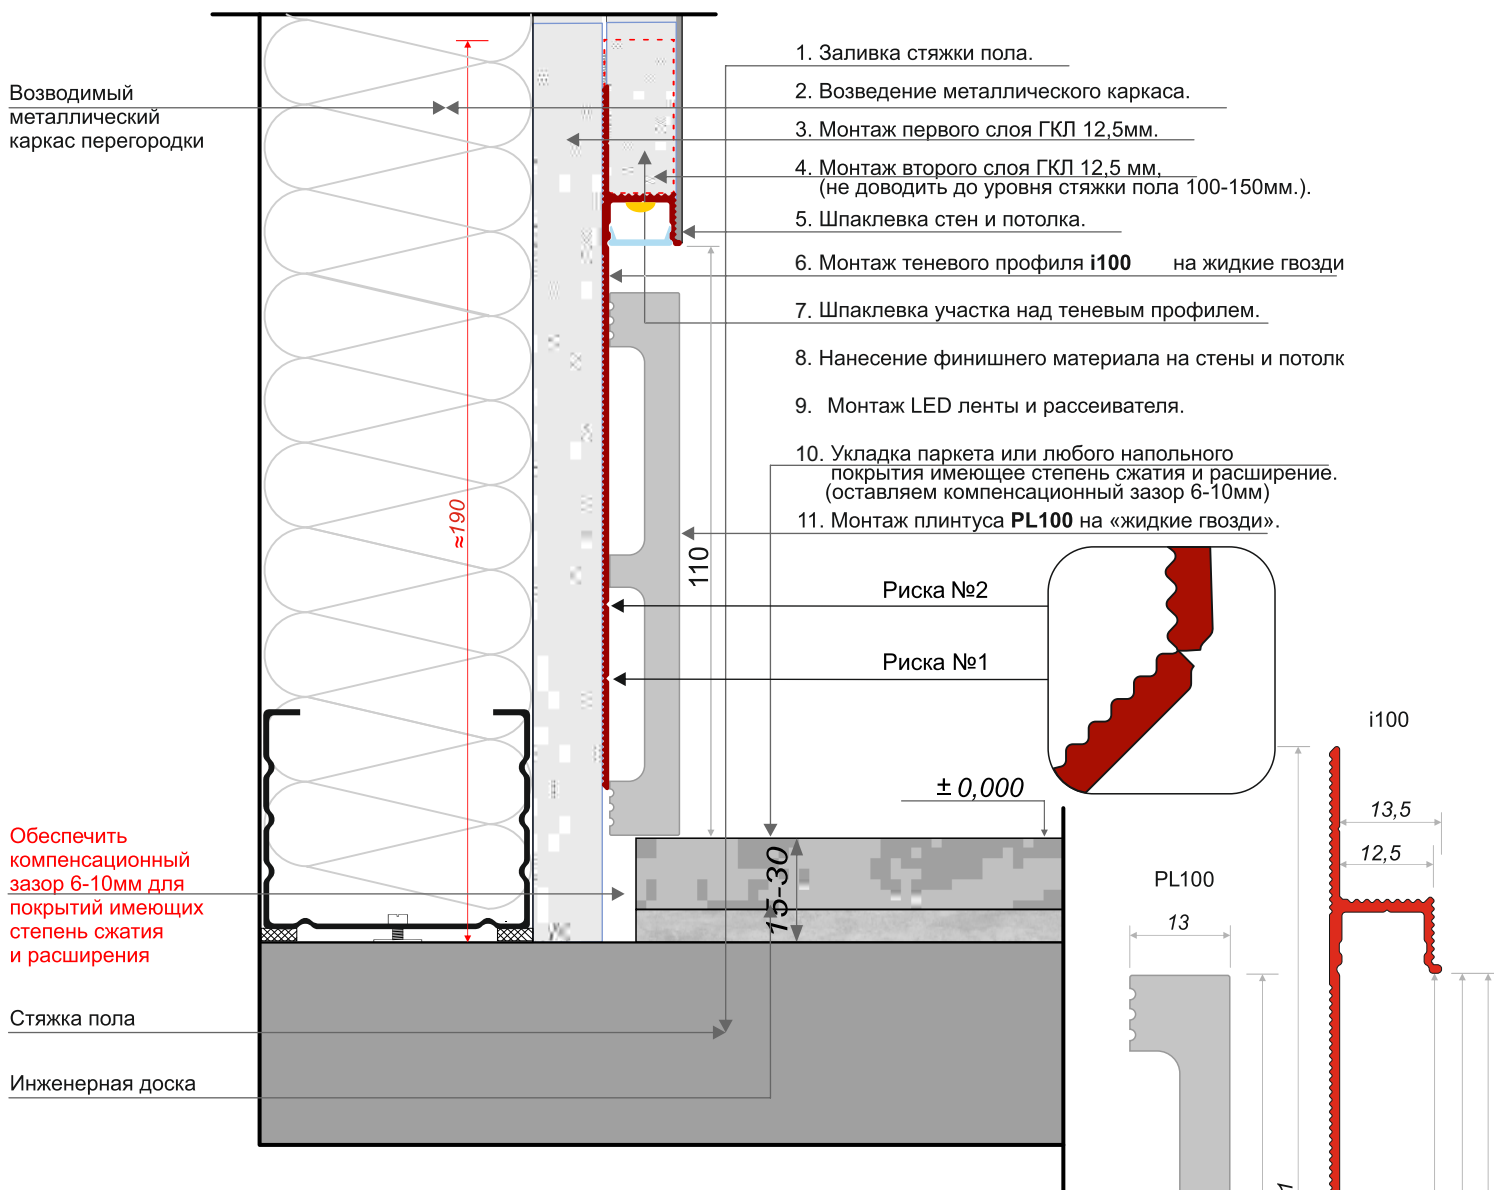 1. Заливка стяжки пола.
Возводимый
металлический
каркас перегородки
2. Возведение металлического каркаса.
3. Монтаж первого слоя ГКЛ 12,5мм.
4. Монтаж второго слоя ГКЛ 12,5 мм,
(не доводить до уровня стяжки пола 100-150мм.).
5. Шпаклевка стен и потолка.
6. Монтаж теневого профиля i100 на жидкие гвозди
7. Шпаклевка участка над теневым профилем.
8. Нанесение финишнего материала на стены и потолк
9. Монтаж LED ленты и рассеивателя.
10. Укладка паркета или любого напольного
покрытия имеющее степень сжатия и расширение.
(оставляем компенсационный зазор 6-10мм)
11. Монтаж плинтуса PL100 на «жидкие гвозди».
≈190
110
Риска №2
Риска №1
i100
± 0,000
13,5
12,5
PL100
13
15-30
Обеспечить
компенсационный
зазор 6-10мм для
покрытий имеющих
степень сжатия
и расширения
Стяжка пола
Инженерная доска
1